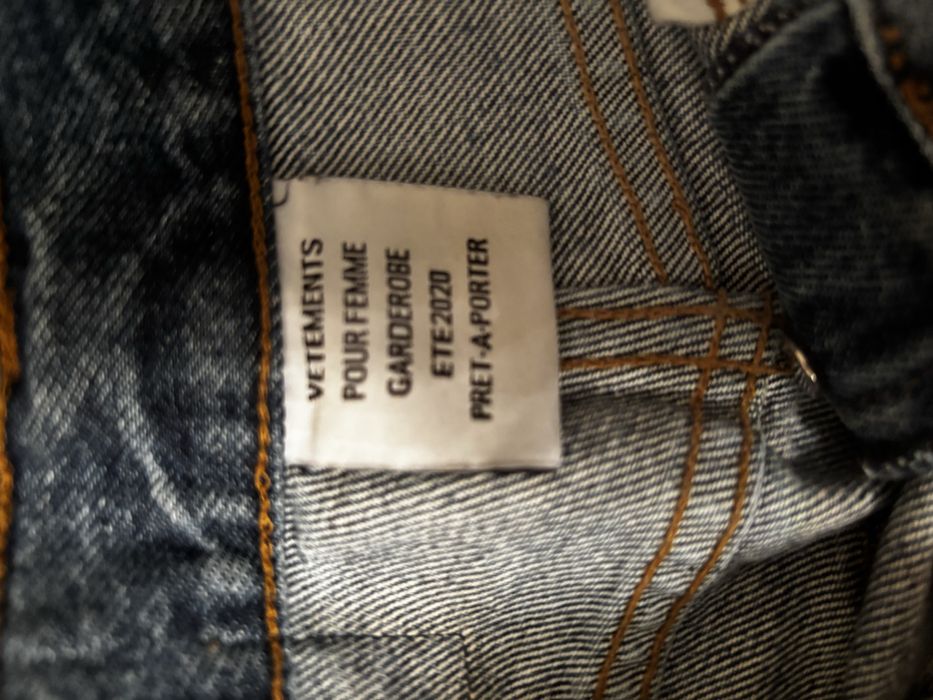 VETEMENTS
POUR FEMME
GARDEROBE
ETE2020
PRET-A-PORTER